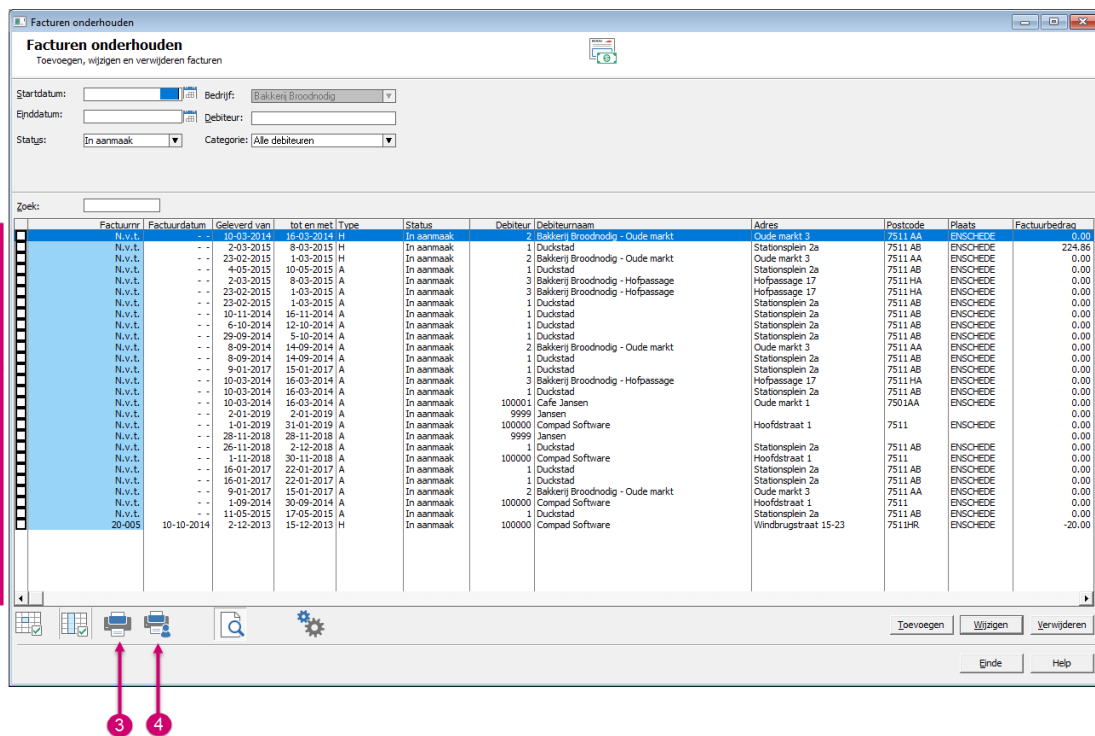 Facturen onderhouden
Facturen onderhouden
Toevoegen, wijzigen en verwijderen facturen
Startdatum: Bedrijf: Bakkerij Broodnodig
Einddatum: Debiteur:
Status: In aanmaak Categorie: Alle debiteuren
Zoek:
Factuurnr Factuurdatum Geleverd van tot en met Type Status Debiteur Debiteurnaam Adres Postcode Plaats Factuurbedrag
N.v.t. - - 10-03-2014 16-03-2014 H In aanmaak 2 Bakkerij Broodnodig - Oude markt Oude markt 3 7511 AA ENSCHEDE 0.00
N.v.t. - - 2-03-2015 8-03-2015 H In aanmaak 1 Duckstad Stationsplein 2a 7511 AB ENSCHEDE 224.86
N.v.t. - - 23-02-2015 1-03-2015 H In aanmaak 2 Bakkerij Broodnodig - Oude markt Oude markt 3 7511 AA ENSCHEDE 0.00
N.v.t. - - 4-05-2015 10-05-2015 A In aanmaak 1 Duckstad Stationsplein 2a 7511 AB ENSCHEDE 0.00
N.v.t. - - 2-03-2015 8-03-2015 A In aanmaak 3 Bakkerij Broodnodig - Hofpassage Hofpassage 17 7511 HA ENSCHEDE 0.00
N.v.t. - - 23-02-2015 1-03-2015 A In aanmaak 3 Bakkerij Broodnodig - Hofpassage Hofpassage 17 7511 HA ENSCHEDE 0.00
N.v.t. - - 23-02-2015 1-03-2015 A In aanmaak 1 Duckstad Stationsplein 2a 7511 AB ENSCHEDE 0.00
N.v.t. - - 10-11-2014 16-11-2014 A In aanmaak 1 Duckstad Stationsplein 2a 7511 AB ENSCHEDE 0.00
N.v.t. - - 6-10-2014 12-10-2014 A In aanmaak 1 Duckstad Stationsplein 2a 7511 AB ENSCHEDE 0.00
N.v.t. - - 29-09-2014 5-10-2014 A In aanmaak 1 Duckstad Stationsplein 2a 7511 AB ENSCHEDE 0.00
N.v.t. - - 8-09-2014 14-09-2014 A In aanmaak 2 Bakkerij Broodnodig - Oude markt Oude markt 3 7511 AA ENSCHEDE 0.00
N.v.t. - - 8-09-2014 14-09-2014 A In aanmaak 1 Duckstad Stationsplein 2a 7511 AB ENSCHEDE 0.00
N.v.t. - - 9-01-2017 15-01-2017 A In aanmaak 1 Duckstad Stationsplein 2a 7511 AB ENSCHEDE 0.00
N.v.t. - - 10-03-2014 16-03-2014 A In aanmaak 3 Bakkerij Broodnodig - Hofpassage Hofpassage 17 7511 HA ENSCHEDE 0.00
N.v.t. - - 10-03-2014 16-03-2014 A In aanmaak 1 Duckstad Stationsplein 2a 7511 AB ENSCHEDE 0.00
N.v.t. - - 10-03-2014 16-03-2014 A In aanmaak 100001 Cafe Jansen Oude markt 1 7501AA ENSCHEDE 0.00
N.v.t. - - 2-01-2019 2-01-2019 A In aanmaak 9999 Jansen 0.00
N.v.t. - - 1-01-2019 31-01-2019 A In aanmaak 100000 Compad Software Hoofdstraat 1 7511 ENSCHEDE 0.00
N.v.t. - - 28-11-2018 28-11-2018 A In aanmaak 9999 Jansen 0.00
N.v.t. - - 26-11-2018 2-12-2018 A In aanmaak 1 Duckstad Stationsplein 2a 7511 AB ENSCHEDE 0.00
N.v.t. - - 1-11-2018 30-11-2018 A In aanmaak 100000 Compad Software Hoofdstraat 1 7511 ENSCHEDE 0.00
N.v.t. - - 16-01-2017 22-01-2017 A In aanmaak 1 Duckstad Stationsplein 2a 7511 AB ENSCHEDE 0.00
N.v.t. - - 16-01-2017 22-01-2017 A In aanmaak 1 Duckstad Stationsplein 2a 7511 AB ENSCHEDE 0.00
N.v.t. - - 9-01-2017 15-01-2017 A In aanmaak 2 Bakkerij Broodnodig - Oude markt Oude markt 3 7511 AA ENSCHEDE 0.00
N.v.t. - - 1-09-2014 30-09-2014 A In aanmaak 100000 Compad Software Hoofdstraat 1 7511 ENSCHEDE 0.00
N.v.t. - - 11-05-2015 17-05-2015 A In aanmaak 1 Duckstad Stationsplein 2a 7511 AB ENSCHEDE 0.00
20-005 10-10-2014 2-12-2013 15-12-2013 H In aanmaak 100000 Compad Software Windbrugstraat 15-23 7511HR ENSCHEDE -20.00
Toevoegen Wijzigen Verwijderen
Einde Help
3 4